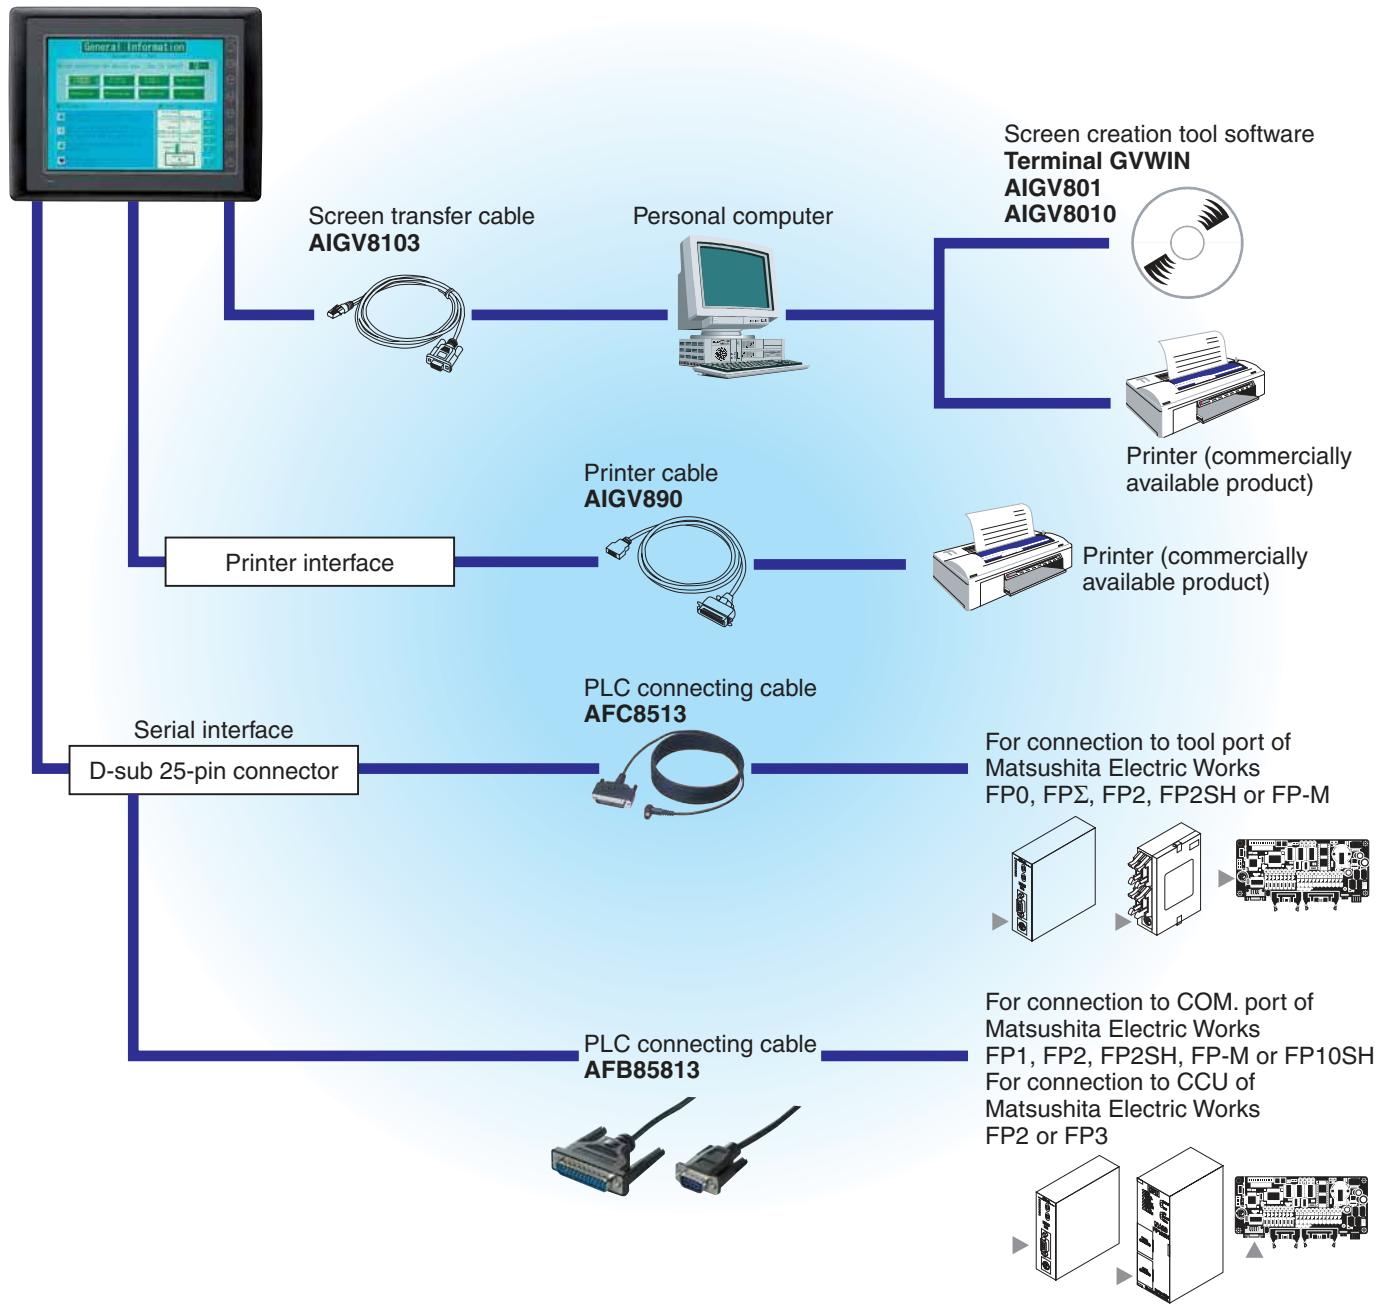 General Information
Screen creation tool software
Terminal GVWIN
AIGV801
AIGV8010
Screen transfer cable
AIGV8103
Personal computer
Printer (commercially
available product)
Printer cable
AIGV890
Printer interface
Printer (commercially
available product)
PLC connecting cable
AFC8513
Serial interface
D-sub 25-pin connector
For connection to tool port of
Matsushita Electric Works
FP0, FPΣ, FP2, FP2SH or FP-M
For connection to COM. port of
Matsushita Electric Works
FP1, FP2, FP2SH, FP-M or FP10SH
For connection to CCU of
Matsushita Electric Works
FP2 or FP3
PLC connecting cable
AFB85813